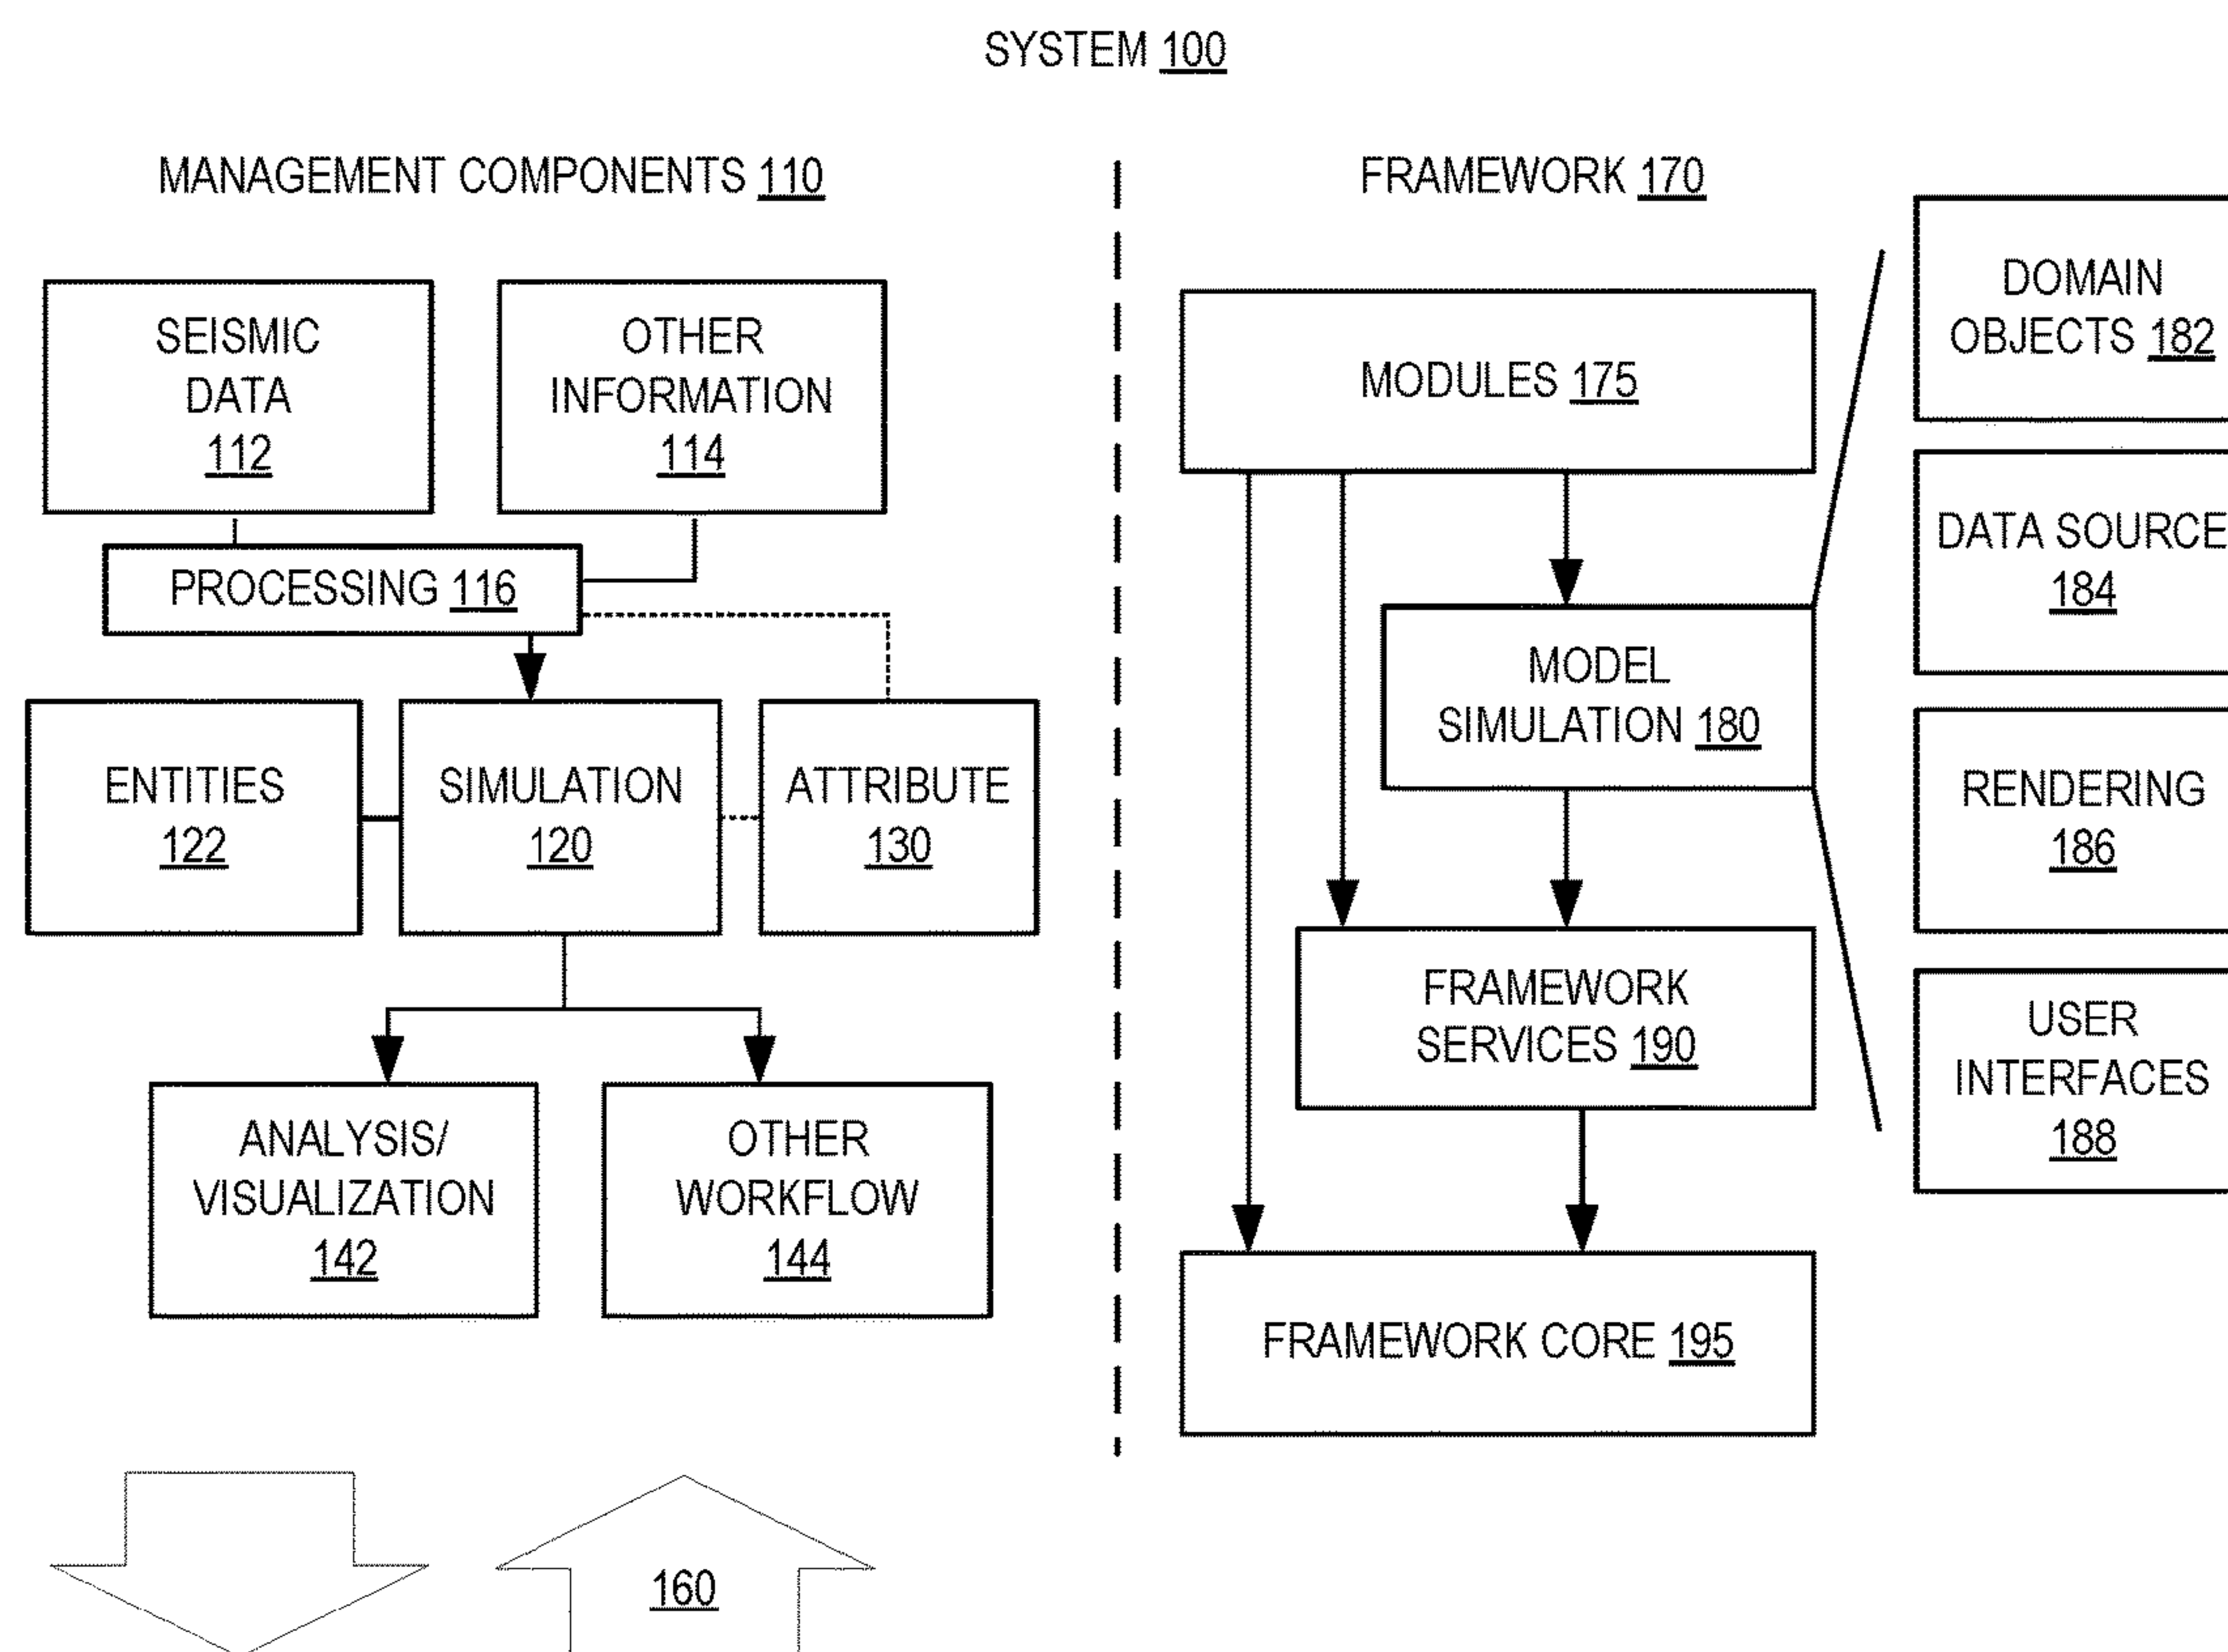 SYSTEM 100
MANAGEMENT COMPONENTS 110
SEISMIC
DATA
112
OTHER
INFORMATION
114
PROCESSING 116
ENTITIES
122
SIMULATION
120
ATTRIBUTE
130
ANALYSIS/
VISUALIZATION
142
OTHER
WORKFLOW
144
160
FRAMEWORK 170
MODULES 175
MODEL
SIMULATION 180
FRAMEWORK
SERVICES 190
FRAMEWORK CORE 195
DOMAIN
OBJECTS 182
DATA SOURCE
184
RENDERING
186
USER
INTERFACES
188